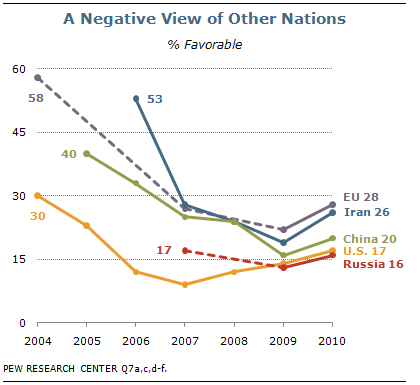 A Negative View of Other Nations
% Favorable
60
58
53
45
40
30
EU 28
Iran 26
30
China 20
17
U.S. 17
15
Russia 16
0
2004 2005 2006 2007 2008 2009 2010
PEW RESEARCH CENTER Q7a,c,d-f.